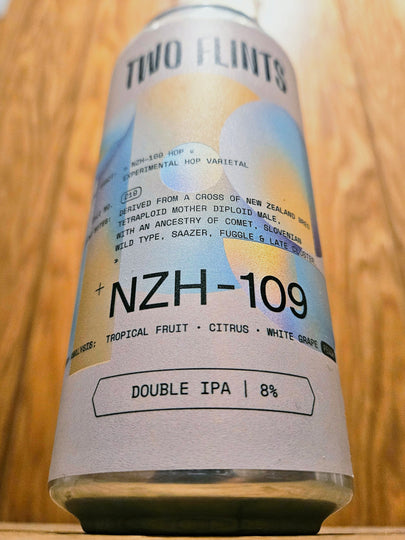 TWO FLINTS
« NZH-109 HOP »
EXPERIMENTAL HOP VARIETAL
DERIVED FROM A CROSS OF NEW ZEALAND BRED
TETRAPLOID MOTHER DIPLOID MALE.
WITH AN ANCESTRY OF COMET, SLOVENIAN
WILD TYPE, SAAZER, FUGGLE & LATE CLUSTER
»
+ NZH-109
ANALYSIS: TROPICAL FRUIT • CITRUS • WHITE GRAPE
DOUBLE IPA | 8%